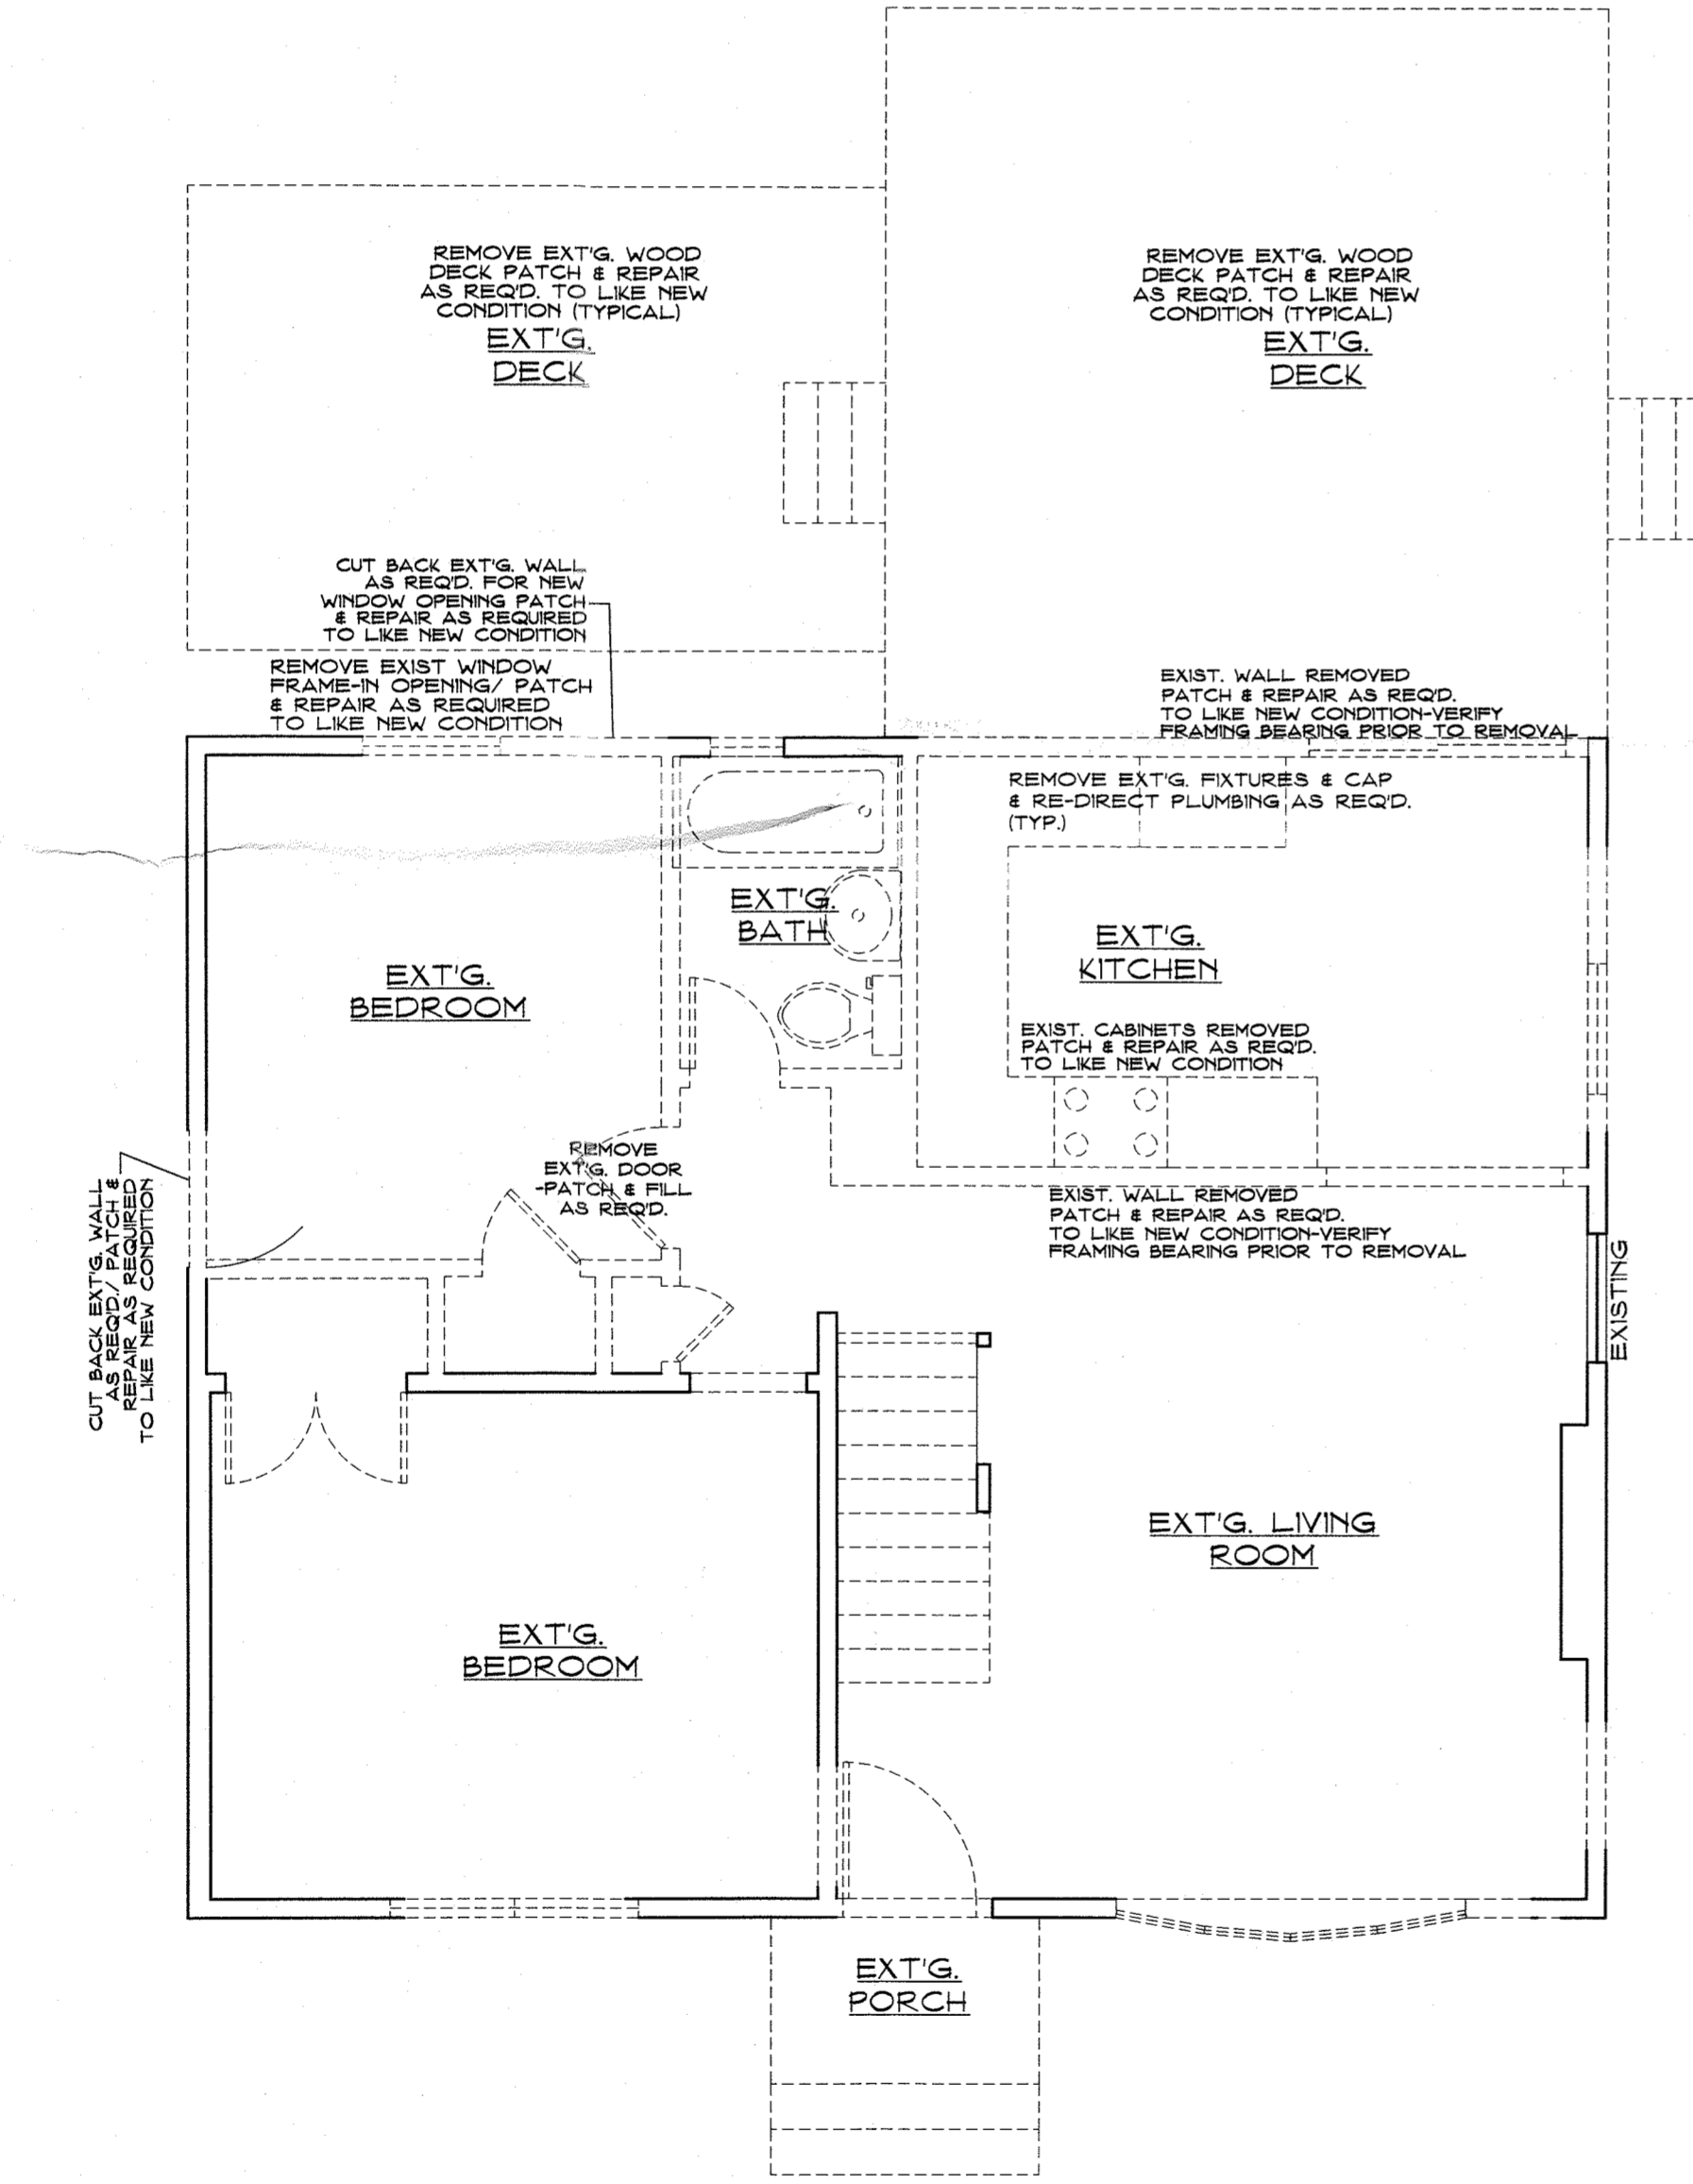 REMOVE EXT'G. WOOD
DECK PATCH & REPAIR
AS REQ'D. TO LIKE NEW
CONDITION (TYPICAL)
EXT'G.
DECK
REMOVE EXT'G. WOOD
DECK PATCH & REPAIR
AS REQ'D. TO LIKE NEW
CONDITION (TYPICAL)
EXT'G.
DECK
CUT BACK EXT'G. WALL
AS REQ'D. FOR NEW
WINDOW OPENING PATCH
& REPAIR AS REQUIRED
TO LIKE NEW CONDITION
REMOVE EXIST WINDOW
FRAME-IN OPENING/ PATCH
& REPAIR AS REQUIRED
TO LIKE NEW CONDITION
EXIST. WALL REMOVED
PATCH & REPAIR AS REQ'D.
TO LIKE NEW CONDITION-VERIFY
FRAMING BEARING PRIOR TO REMOVAL
REMOVE EXT'G. FIXTURES & CAP
& RE-DIRECT PLUMBING AS REQ'D.
(TYP.)
EXT'G.
BATH
EXT'G.
KITCHEN
EXT'G.
BEDROOM
EXIST. CABINETS REMOVED
PATCH & REPAIR AS REQ'D.
TO LIKE NEW CONDITION
REMOVE
EXT'G. DOOR
-PATCH & FILL
AS REQ'D.
CUT BACK EXT'G. WALL
AS REQ'D./ PATCH &
REPAIR AS REQUIRED
TO LIKE NEW CONDITION
EXIST. WALL REMOVED
PATCH & REPAIR AS REQ'D.
TO LIKE NEW CONDITION-VERIFY
FRAMING BEARING PRIOR TO REMOVAL
EXISTING
EXT'G. LIVING
ROOM
EXT'G.
BEDROOM
EXT'G.
PORCH